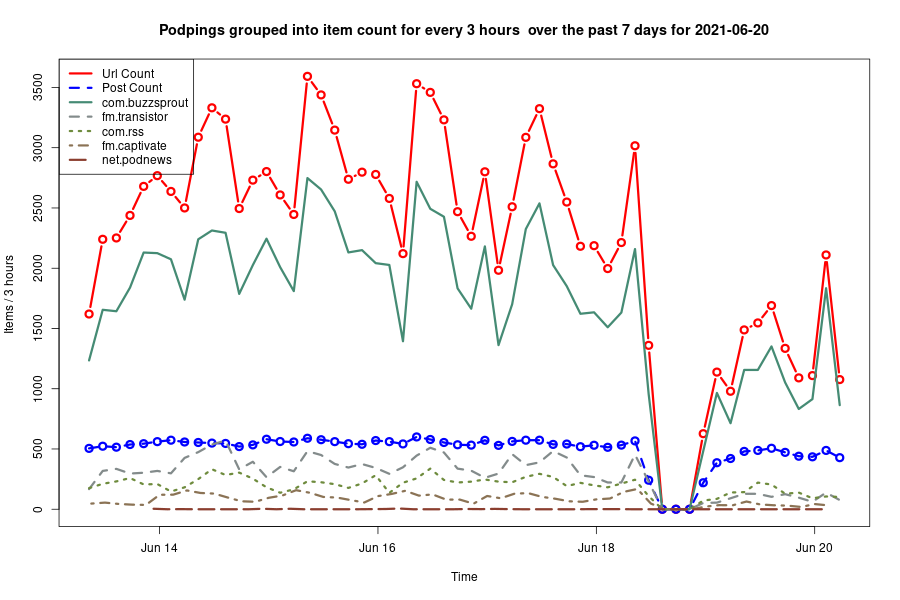 Podpings grouped into item count for every 3 hours  over the past 7 days for 2021-06-20
Url Count
Post Count
com.buzzsprout
fm.transistor
com.rss
fm.captivate
net.podnews
3500
3000
2500
2000
1500
1000
500
0
Items / 3 hours
Jun 14
Jun 16
Jun 18
Jun 20
Time